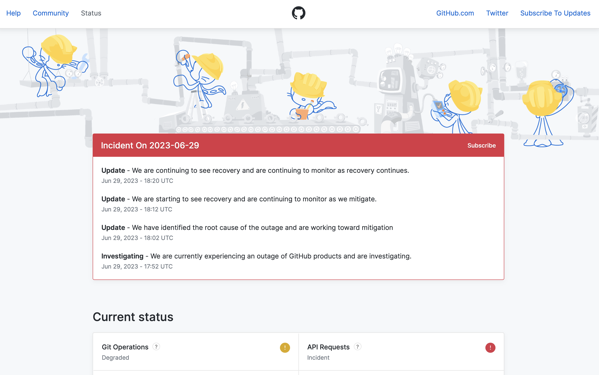 Help Community Status GitHub.com Twitter Subscribe To Updates
Incident On 2023-06-29 Subscribe
Update - We are continuing to see recovery and are continuing to monitor as recovery continues.
Jun 29, 2023 - 18:20 UTC
Update - We are starting to see recovery and are continuing to monitor as we mitigate.
Jun 29, 2023 - 18:12 UTC
Update - We have identified the root cause of the outage and are working toward mitigation
Jun 29, 2023 - 18:02 UTC
Investigating - We are currently experiencing an outage of GitHub products and are investigating.
Jun 29, 2023 - 17:52 UTC
Current status
Git Operations ? !
Degraded
API Requests ? !
Incident